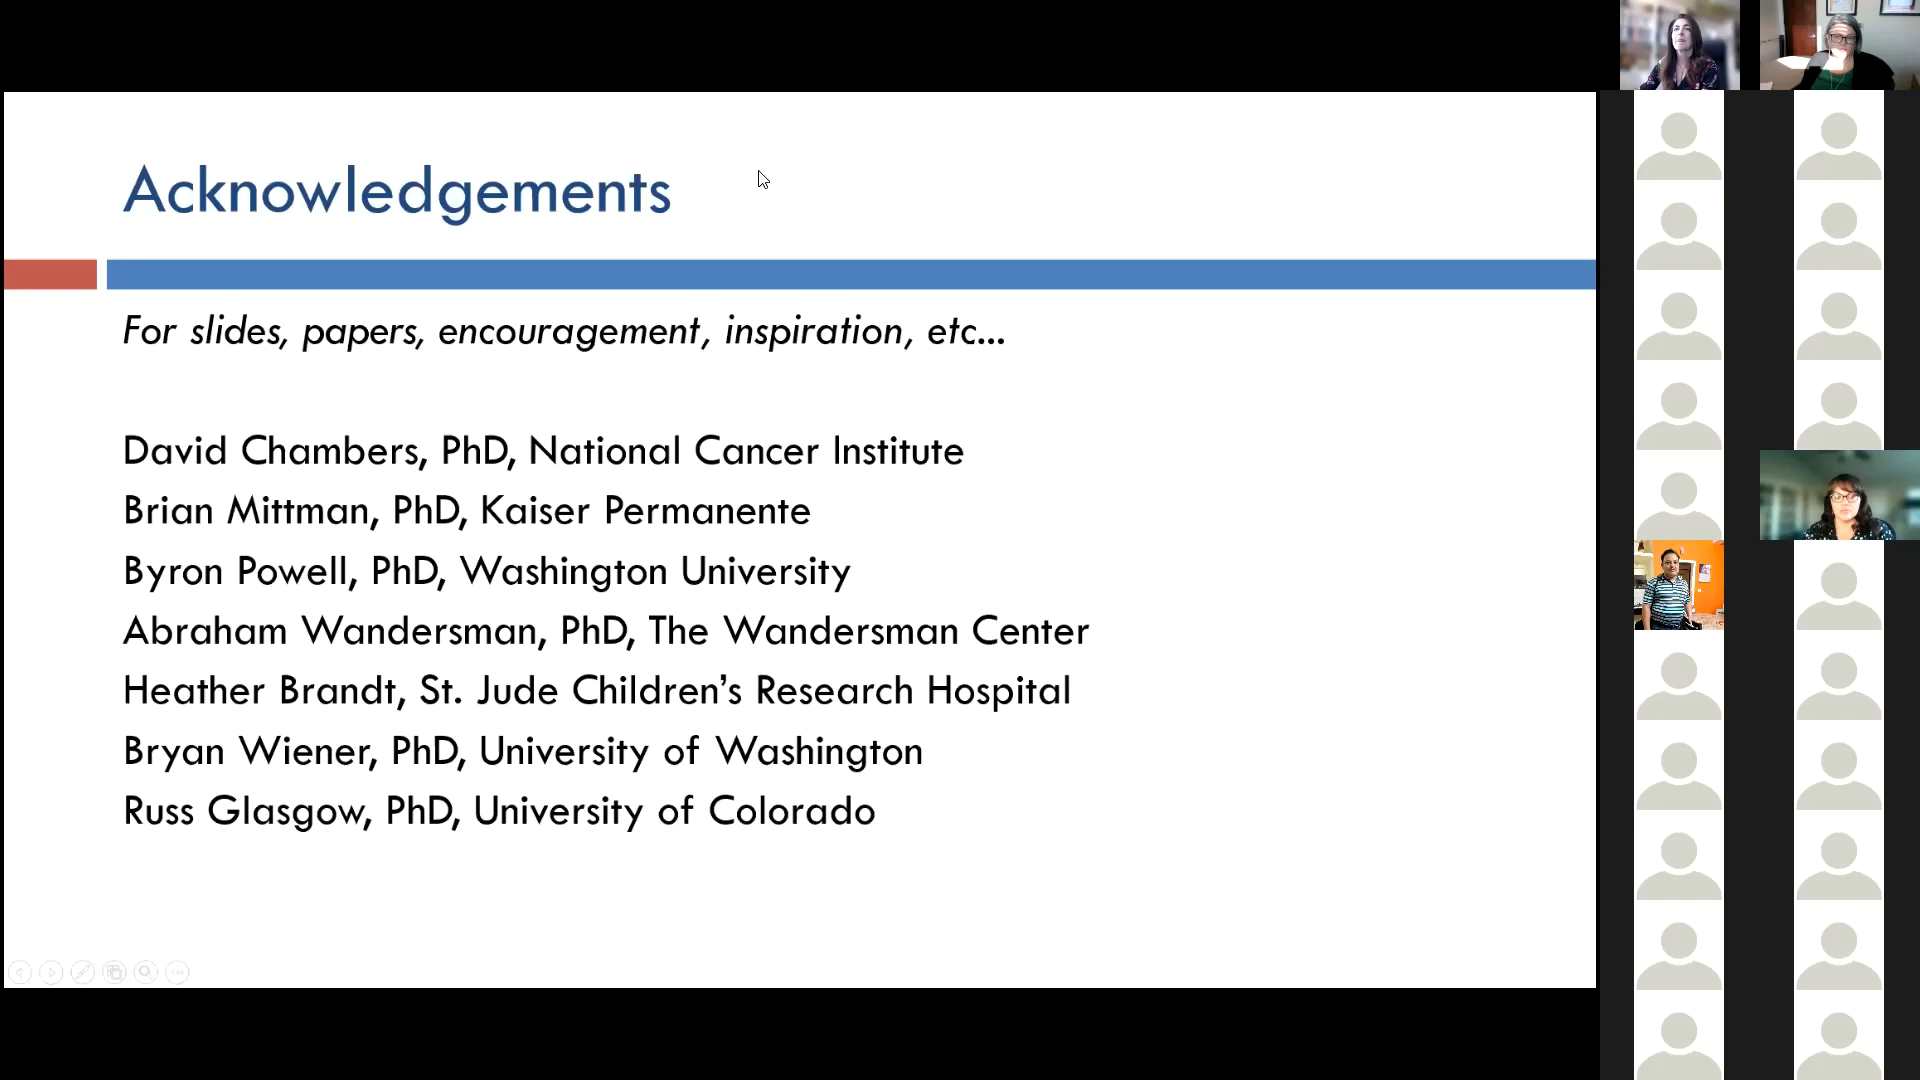 Acknowledgements
For slides, papers, encouragement, inspiration, etc...
David Chambers, PhD, National Cancer Institute
Brian Mittman, PhD, Kaiser Permanente
Byron Powell, PhD, Washington University
Abraham Wandersman, PhD, The Wandersman Center
Heather Brandt, St. Jude Children’s Research Hospital
Bryan Wiener, PhD, University of Washington
Russ Glasgow, PhD, University of Colorado